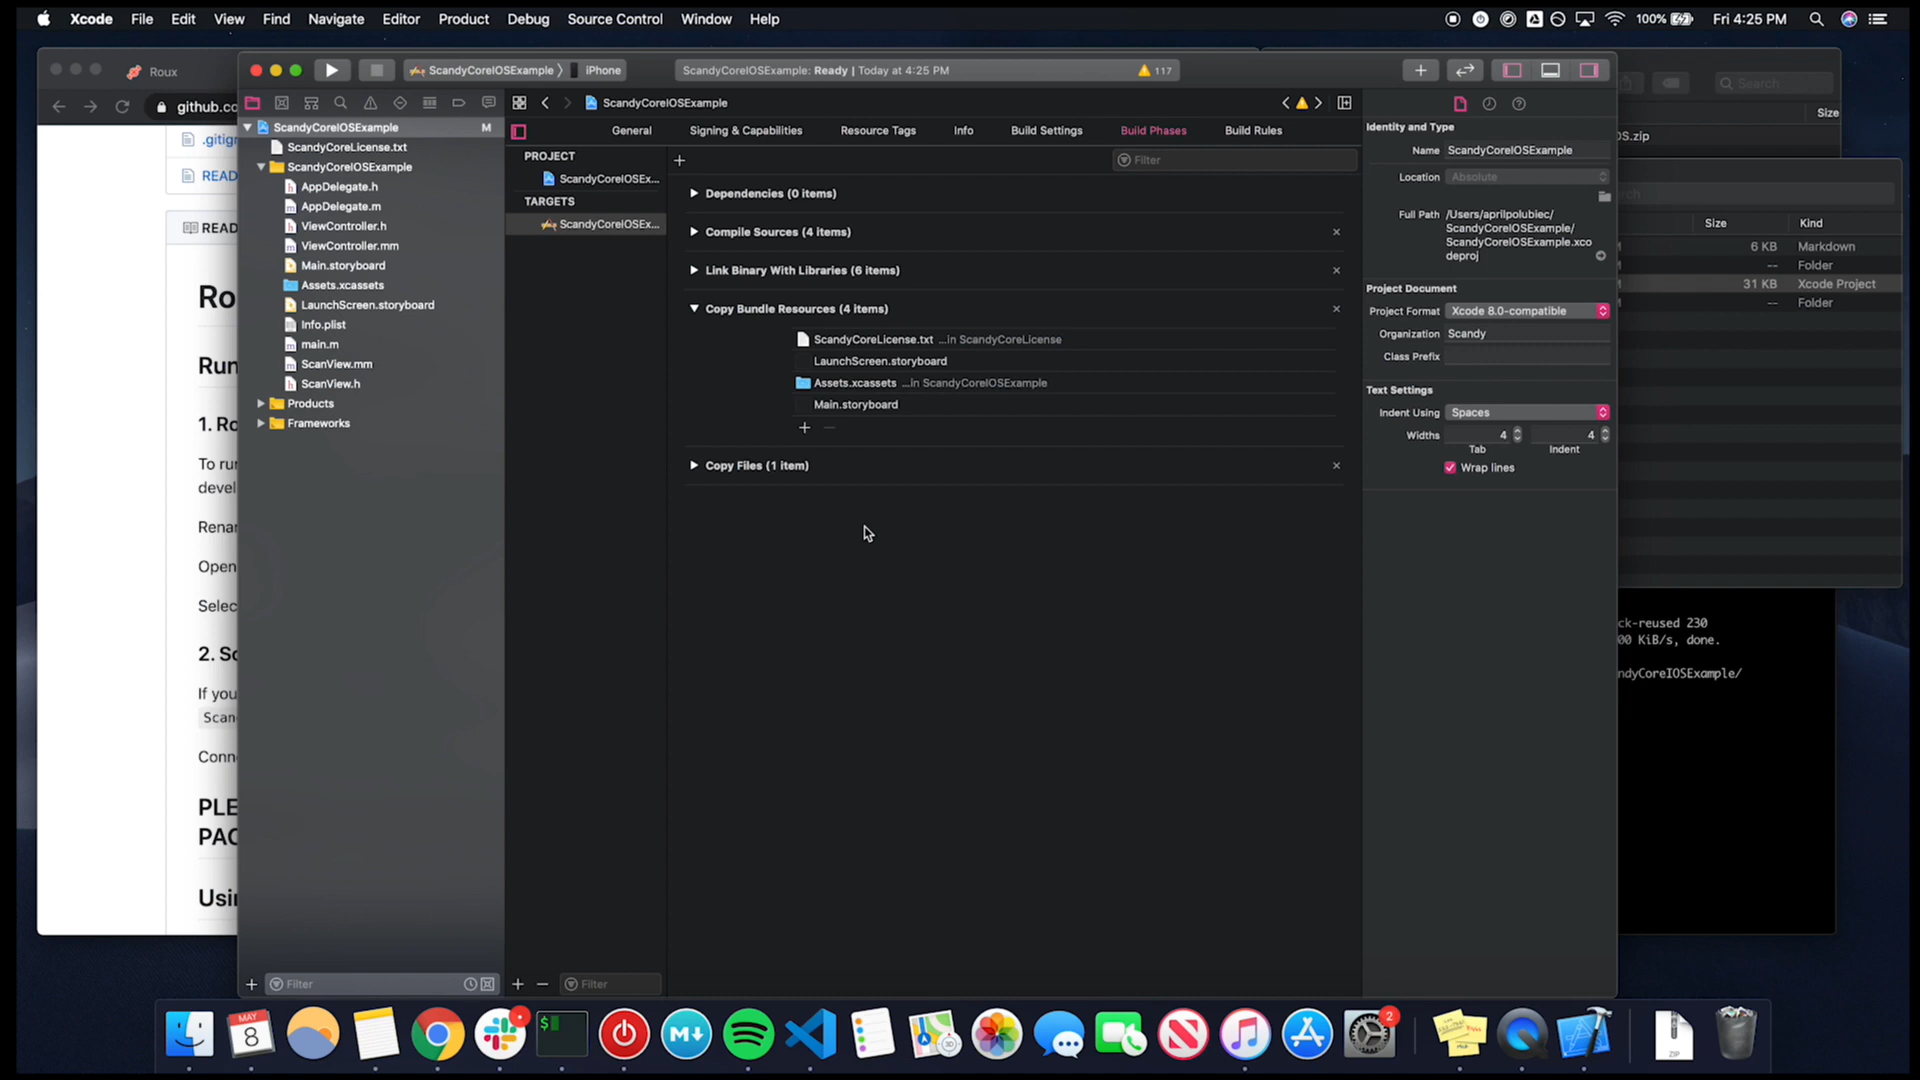 Xcode File Edit View Find Navigate Editor Product Debug Source Control Window Help
100% Fri 4:25 PM
Roux
ScandyCoreIOSExample iPhone
ScandyCoreIOSExample: Ready | Today at 4:25 PM
117
Search
github.co
ScandyCoreIOSExample
Size
OS.zip
ScandyCoreIOSExample M
ScandyCoreLicense.txt
ScandyCoreIOSExample
AppDelegate.h
AppDelegate.m
ViewController.h
ViewController.mm
Main.storyboard
Assets.xcassets
LaunchScreen.storyboard
Info.plist
main.m
ScanView.mm
ScanView.h
Products
Frameworks
Filter
General Signing & Capabilities Resource Tags Info Build Settings Build Phases Build Rules
PROJECT
ScandyCoreIOSEx...
TARGETS
ScandyCoreIOSEx...
Filter
Filter
Dependencies (0 items)
Compile Sources (4 items)
Link Binary With Libraries (6 items)
Copy Bundle Resources (4 items)
ScandyCoreLicense.txt ...in ScandyCoreLicense
LaunchScreen.storyboard
Assets.xcassets ...in ScandyCoreIOSExample
Main.storyboard
Copy Files (1 item)
Identity and Type
Name ScandyCoreIOSExample
Location Absolute
Full Path /Users/aprilpolubiec/
ScandyCoreIOSExample/
ScandyCoreIOSExample.xco
deproj
Project Document
Project Format Xcode 8.0-compatible
Organization Scandy
Class Prefix
Text Settings
Indent Using Spaces
Widths 4 4
Tab Indent
Wrap lines
.gitig
READ
READ
Ro
Run
1. Ro
To rur
devel
Renar
Open
Selec
2. Sc
If you
Scan
Conn
PLE
PAC
Usin
rch
Size Kind
6 KB Markdown
-- Folder
31 KB Xcode Project
-- Folder
ck-reused 230
00 KiB/s, done.
ndyCoreIOSExample/
MAY
8
$
M
3D
2
ZIP